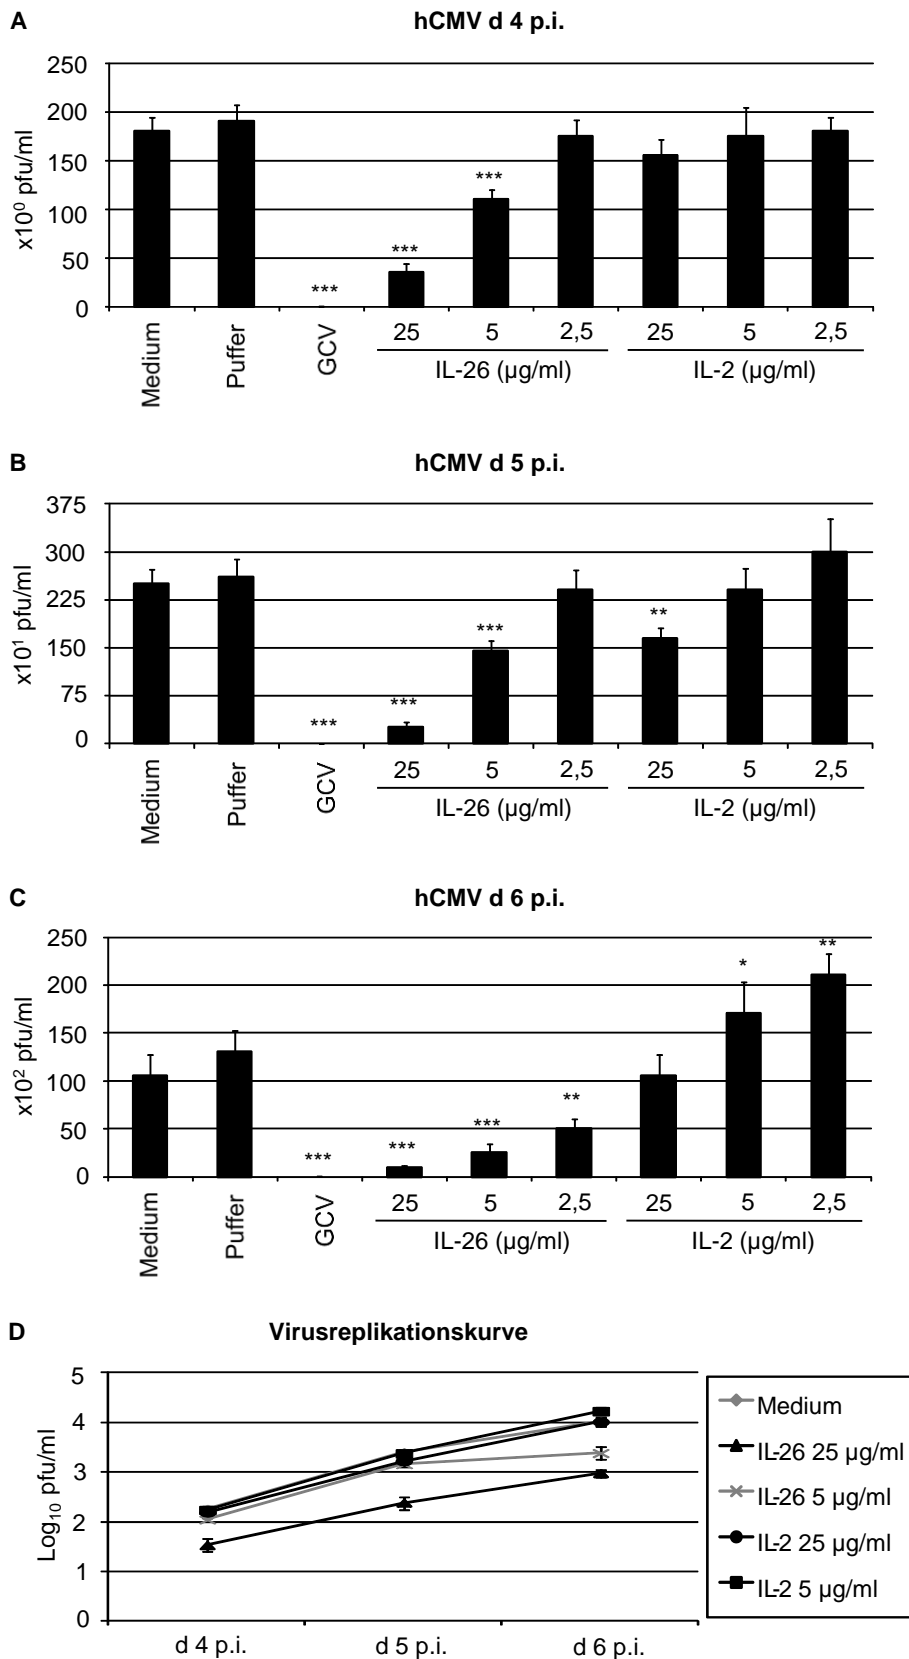 A
hCMV d 4 p.i.
250
200
150
100
50
0
x10⁰ pfu/ml
***
***
***
Medium
Puffer
GCV
25 5 2,5 25 5 2,5
IL-26 (µg/ml) IL-2 (µg/ml)
B
hCMV d 5 p.i.
375
300
225
150
75
0
x10¹ pfu/ml
***
***
***
**
Medium
Puffer
GCV
25 5 2,5 25 5 2,5
IL-26 (µg/ml) IL-2 (µg/ml)
C
hCMV d 6 p.i.
250
200
150
100
50
0
x10² pfu/ml
***
***
***
**
*
**
Medium
Puffer
GCV
25 5 2,5 25 5 2,5
IL-26 (µg/ml) IL-2 (µg/ml)
D
Virusreplikationskurve
5
4
3
2
1
0
Log₁₀ pfu/ml
d 4 p.i. d 5 p.i. d 6 p.i.
Medium
IL-26 25 µg/ml
IL-26 5 µg/ml
IL-2 25 µg/ml
IL-2 5 µg/ml